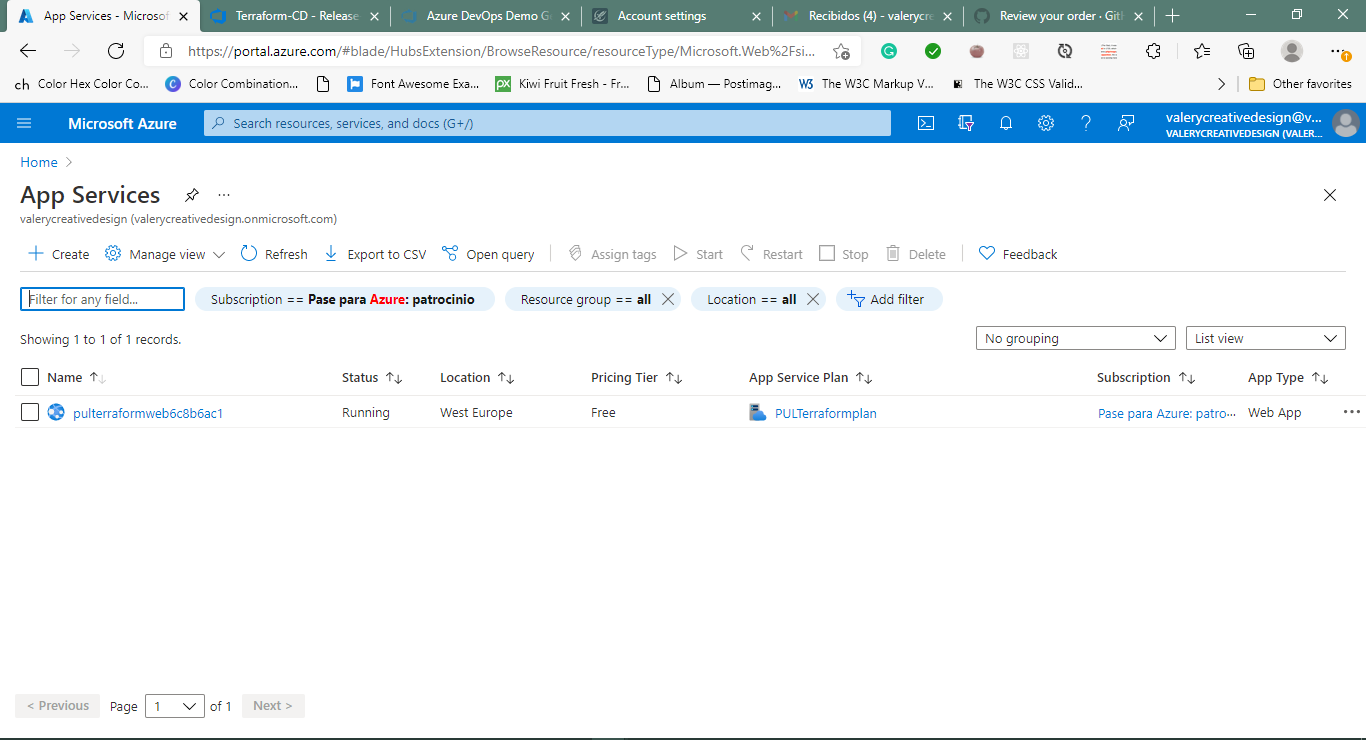 App Services - Microsof
Terraform-CD - Release
Azure DevOps Demo G
Account settings
Recibidos (4) - valerycre
Review your order · Gith
https://portal.azure.com/#blade/HubsExtension/BrowseResource/resourceType/Microsoft.Web%2Fsi...
ch Color Hex Color Co...
C Color Combination...
Font Awesome Exa...
px Kiwi Fruit Fresh - Fr...
Album — Postimag...
W3 The W3C Markup V...
The W3C CSS Valid...
Other favorites
Microsoft Azure
Search resources, services, and docs (G+/)
valerycreativedesign@v...
VALERYCREATIVEDESIGN (VALER...
Home >
App Services
...
valerycreativedesign (valerycreativedesign.onmicrosoft.com)
Create Manage view Refresh Export to CSV Open query Assign tags Start Restart Stop Delete Feedback
Filter for any field... Subscription == Pase para Azure: patrocinio Resource group == all Location == all Add filter
Showing 1 to 1 of 1 records.
No grouping List view
Name Status Location Pricing Tier App Service Plan Subscription App Type
pulterraformweb6c8b6ac1 Running West Europe Free PULTerraformplan Pase para Azure: patro... Web App ...
< Previous Page 1 of 1 Next >